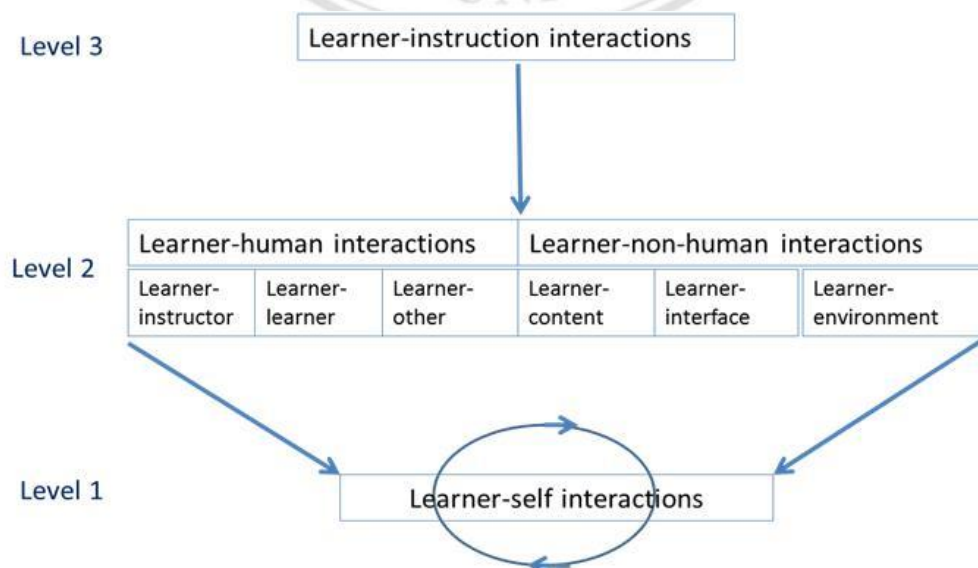 Level 3
Learner-instruction interactions
Level 2
Learner-human interactions
Learner-non-human interactions
Learner-
instructor
Learner-
learner
Learner-
other
Learner-
content
Learner-
interface
Learner-
environment
Level 1
Learner-self interactions